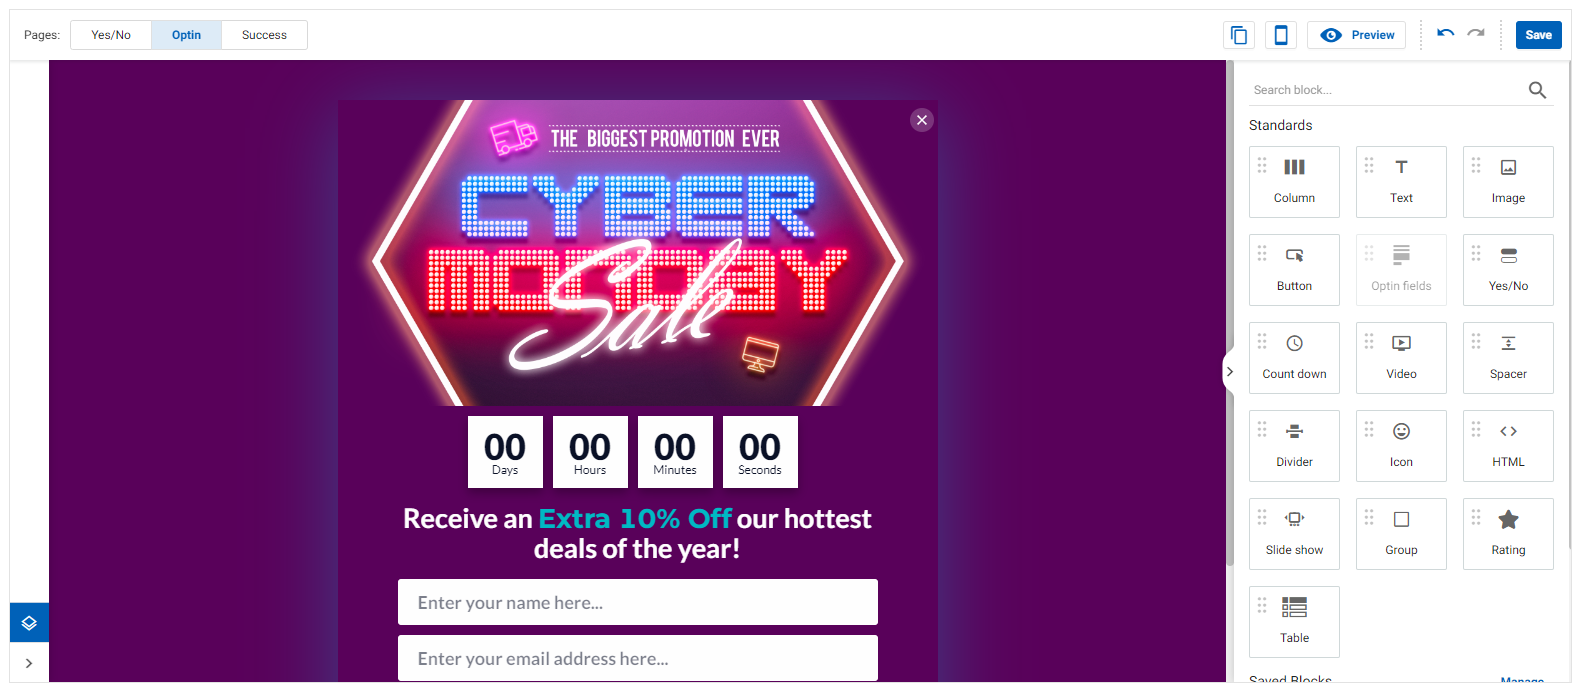 Pages: Yes/No Optin Success Preview Save
THE BIGGEST PROMOTION EVER
CYBER
MONDAY
Sale
00 00 00 00
Days Hours Minutes Seconds
Receive an Extra 10% Off our hottest
deals of the year!
Enter your name here...
Enter your email address here...
Search block...
Standards
Column Text Image
Button Optin fields Yes/No
Count down Video Spacer
Divider Icon HTML
Slide show Group Rating
Table
Saved Blocks Manage